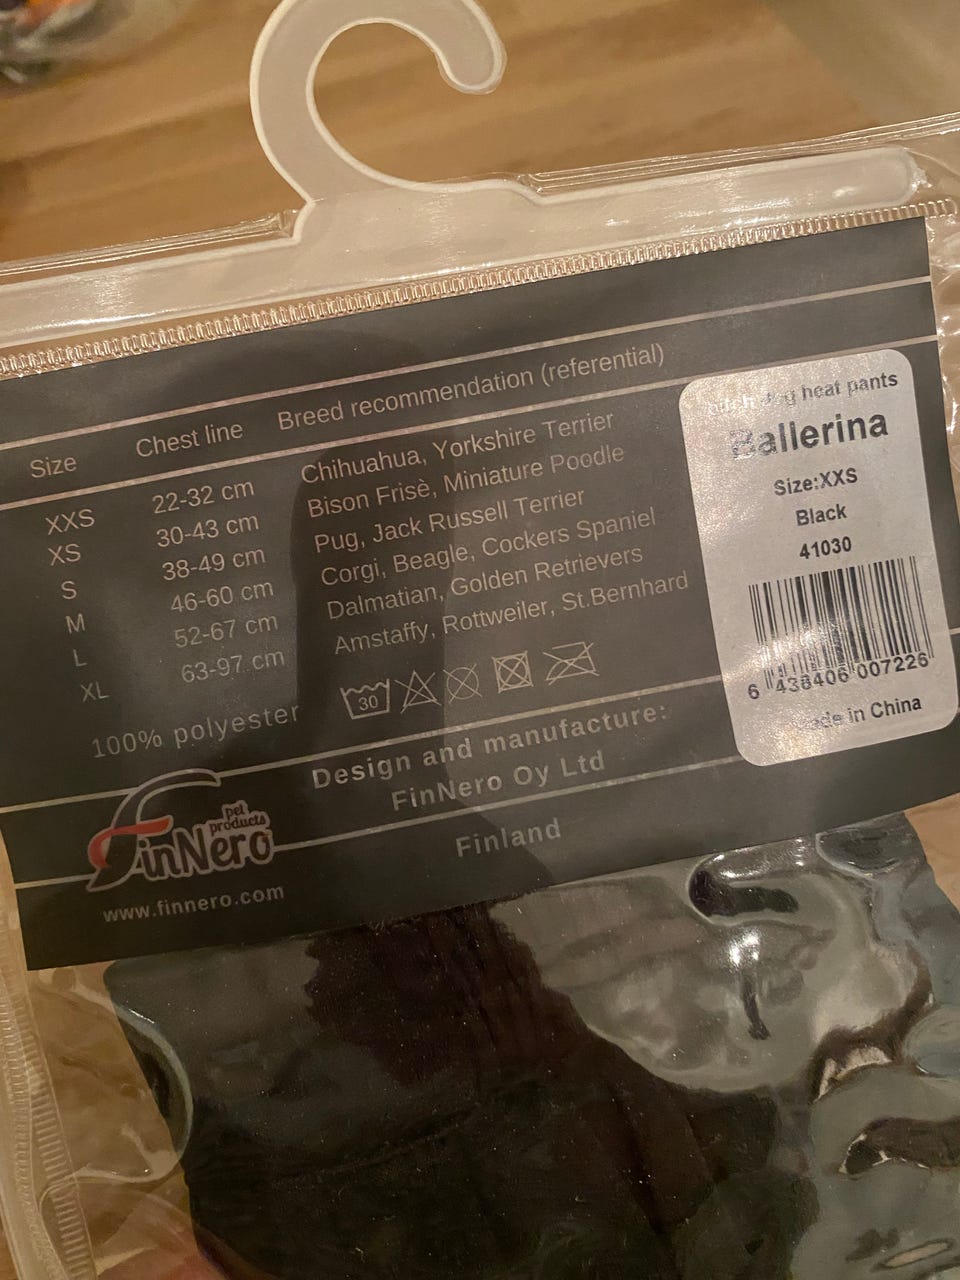 Size Chest line Breed recommendation (referential)
XXS 22-32 cm Chihuahua, Yorkshire Terrier
XS 30-43 cm Bison Frisè, Miniature Poodle
S 38-49 cm Pug, Jack Russell Terrier
M 46-60 cm Corgi, Beagle, Cockers Spaniel
L 52-67 cm Dalmatian, Golden Retrievers
XL 63-97 cm Amstaffy, Rottweiler, St.Bernhard
100% polyester
30
Design and manufacture:
FinNero Oy Ltd
Finland
pet
products
FinNero
www.finnero.com
heat pants
Ballerina
Size:XXS
Black
41030
6 438406 007226
in China